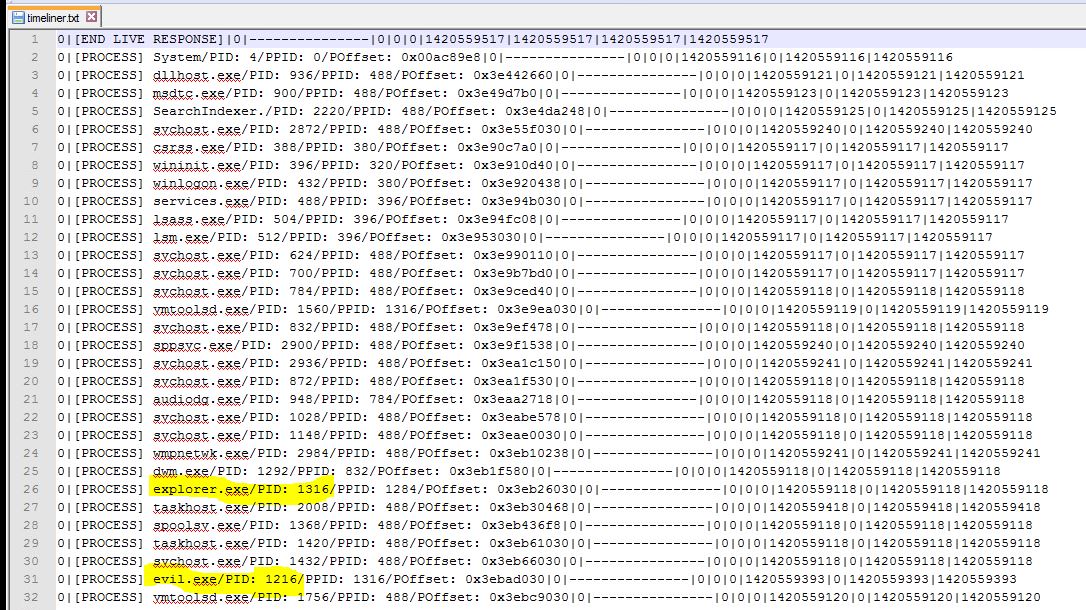 timeliner.txt
1 0|[END LIVE RESPONSE]|0|---------------|0|0|0|1420559517|1420559517|1420559517|1420559517
2 0|[PROCESS] System/PID: 4/PPID: 0/POffset: 0x00ac89e8|0|---------------|0|0|0|1420559116|0|1420559116|1420559116
3 0|[PROCESS] dllhost.exe/PID: 936/PPID: 488/POffset: 0x3e442660|0|---------------|0|0|0|1420559121|0|1420559121|1420559121
4 0|[PROCESS] msdtc.exe/PID: 900/PPID: 488/POffset: 0x3e49d7b0|0|---------------|0|0|0|1420559123|0|1420559123|1420559123
5 0|[PROCESS] SearchIndexer./PID: 2220/PPID: 488/POffset: 0x3e4da248|0|---------------|0|0|0|1420559125|0|1420559125|1420559125
6 0|[PROCESS] svchost.exe/PID: 2872/PPID: 488/POffset: 0x3e55f030|0|---------------|0|0|0|1420559240|0|1420559240|1420559240
7 0|[PROCESS] csrss.exe/PID: 388/PPID: 380/POffset: 0x3e90c7a0|0|---------------|0|0|0|1420559117|0|1420559117|1420559117
8 0|[PROCESS] wininit.exe/PID: 396/PPID: 320/POffset: 0x3e910d40|0|---------------|0|0|0|1420559117|0|1420559117|1420559117
9 0|[PROCESS] winlogon.exe/PID: 432/PPID: 380/POffset: 0x3e920438|0|---------------|0|0|0|1420559117|0|1420559117|1420559117
10 0|[PROCESS] services.exe/PID: 488/PPID: 396/POffset: 0x3e94b030|0|---------------|0|0|0|1420559117|0|1420559117|1420559117
11 0|[PROCESS] lsass.exe/PID: 504/PPID: 396/POffset: 0x3e94fc08|0|---------------|0|0|0|1420559117|0|1420559117|1420559117
12 0|[PROCESS] lsm.exe/PID: 512/PPID: 396/POffset: 0x3e953030|0|---------------|0|0|0|1420559117|0|1420559117|1420559117
13 0|[PROCESS] svchost.exe/PID: 624/PPID: 488/POffset: 0x3e990110|0|---------------|0|0|0|1420559117|0|1420559117|1420559117
14 0|[PROCESS] svchost.exe/PID: 700/PPID: 488/POffset: 0x3e9b7bd0|0|---------------|0|0|0|1420559117|0|1420559117|1420559117
15 0|[PROCESS] svchost.exe/PID: 784/PPID: 488/POffset: 0x3e9ced40|0|---------------|0|0|0|1420559118|0|1420559118|1420559118
16 0|[PROCESS] vmtoolsd.exe/PID: 1560/PPID: 1316/POffset: 0x3e9ea030|0|---------------|0|0|0|1420559119|0|1420559119|1420559119
17 0|[PROCESS] svchost.exe/PID: 832/PPID: 488/POffset: 0x3e9ef478|0|---------------|0|0|0|1420559118|0|1420559118|1420559118
18 0|[PROCESS] sppsvc.exe/PID: 2900/PPID: 488/POffset: 0x3e9f1538|0|---------------|0|0|0|1420559240|0|1420559240|1420559240
19 0|[PROCESS] svchost.exe/PID: 2936/PPID: 488/POffset: 0x3ea1c150|0|---------------|0|0|0|1420559241|0|1420559241|1420559241
20 0|[PROCESS] svchost.exe/PID: 872/PPID: 488/POffset: 0x3ea1f530|0|---------------|0|0|0|1420559118|0|1420559118|1420559118
21 0|[PROCESS] audiodg.exe/PID: 948/PPID: 784/POffset: 0x3eaa2718|0|---------------|0|0|0|1420559118|0|1420559118|1420559118
22 0|[PROCESS] svchost.exe/PID: 1028/PPID: 488/POffset: 0x3eabe578|0|---------------|0|0|0|1420559118|0|1420559118|1420559118
23 0|[PROCESS] svchost.exe/PID: 1148/PPID: 488/POffset: 0x3eae0030|0|---------------|0|0|0|1420559118|0|1420559118|1420559118
24 0|[PROCESS] wmpnetwk.exe/PID: 2984/PPID: 488/POffset: 0x3eb10238|0|---------------|0|0|0|1420559241|0|1420559241|1420559241
25 0|[PROCESS] dwm.exe/PID: 1292/PPID: 832/POffset: 0x3eb1f580|0|---------------|0|0|0|1420559118|0|1420559118|1420559118
26 0|[PROCESS] explorer.exe/PID: 1316/PPID: 1284/POffset: 0x3eb26030|0|---------------|0|0|0|1420559118|0|1420559118|1420559118
27 0|[PROCESS] taskhost.exe/PID: 2008/PPID: 488/POffset: 0x3eb30468|0|---------------|0|0|0|1420559418|0|1420559418|1420559418
28 0|[PROCESS] spoolsv.exe/PID: 1368/PPID: 488/POffset: 0x3eb436f8|0|---------------|0|0|0|1420559118|0|1420559118|1420559118
29 0|[PROCESS] taskhost.exe/PID: 1420/PPID: 488/POffset: 0x3eb61030|0|---------------|0|0|0|1420559118|0|1420559118|1420559118
30 0|[PROCESS] svchost.exe/PID: 1432/PPID: 488/POffset: 0x3eb66030|0|---------------|0|0|0|1420559118|0|1420559118|1420559118
31 0|[PROCESS] evil.exe/PID: 1216/PPID: 1316/POffset: 0x3ebad030|0|---------------|0|0|0|1420559393|0|1420559393|1420559393
32 0|[PROCESS] vmtoolsd.exe/PID: 1756/PPID: 488/POffset: 0x3ebc9030|0|---------------|0|0|0|1420559120|0|1420559120|1420559120